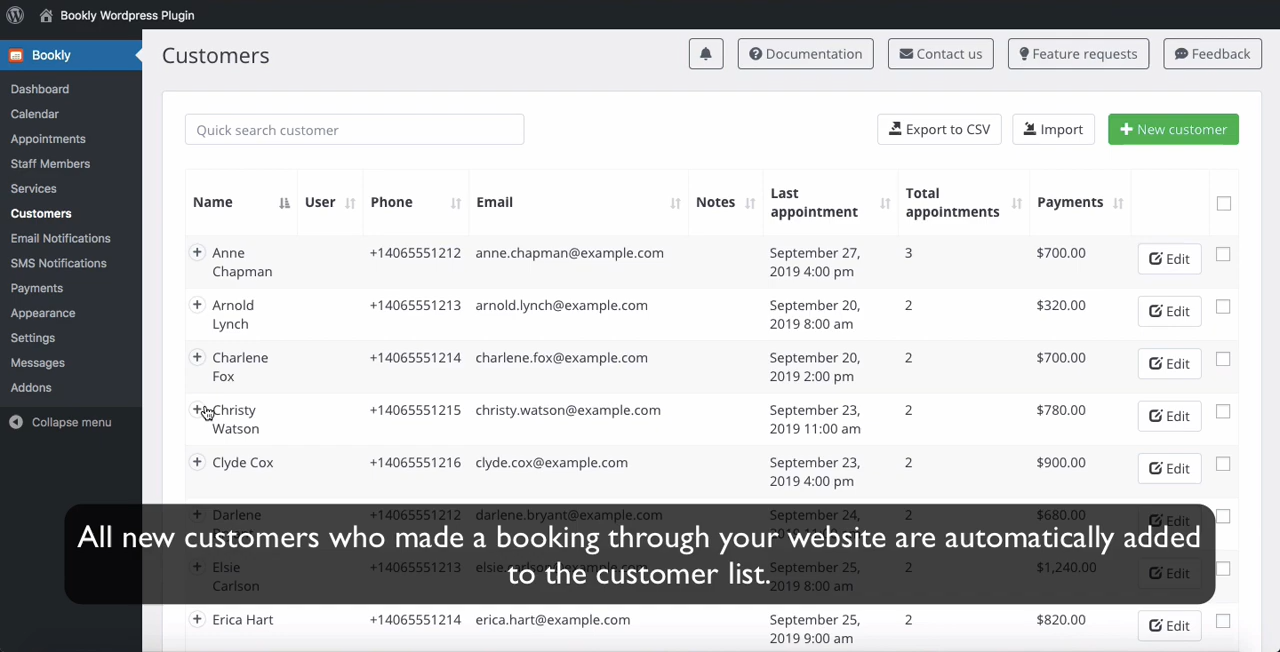 Bookly Wordpress Plugin
Bookly
Dashboard
Calendar
Appointments
Staff Members
Services
Customers
Email Notifications
SMS Notifications
Payments
Appearance
Settings
Messages
Addons
Collapse menu
Customers
Documentation
Contact us
Feature requests
Feedback
Quick search customer
Export to CSV
Import
New customer
Name User Phone Email Notes Last Total Payments
appointment appointments
Anne +14065551212 anne.chapman@example.com September 27, 3 $700.00 Edit
Chapman 2019 4:00 pm
Arnold +14065551213 arnold.lynch@example.com September 20, 2 $320.00 Edit
Lynch 2019 8:00 am
Charlene +14065551214 charlene.fox@example.com September 20, 2 $700.00 Edit
Fox 2019 2:00 pm
Christy +14065551215 christy.watson@example.com September 23, 2 $780.00 Edit
Watson 2019 11:00 am
Clyde Cox +14065551216 clyde.cox@example.com September 23, 2 $900.00 Edit
2019 4:00 pm
Darlene +14065551212 darlene.bryant@example.com September 24, 2 $680.00 Edit
All new customers who made a booking through your website are automatically added
to the customer list.
Elsie +14065551213 September 25, 2 $1,240.00 Edit
Carlson 2019 8:00 am
Erica Hart +14065551214 erica.hart@example.com September 25, 2 $820.00 Edit
2019 9:00 am